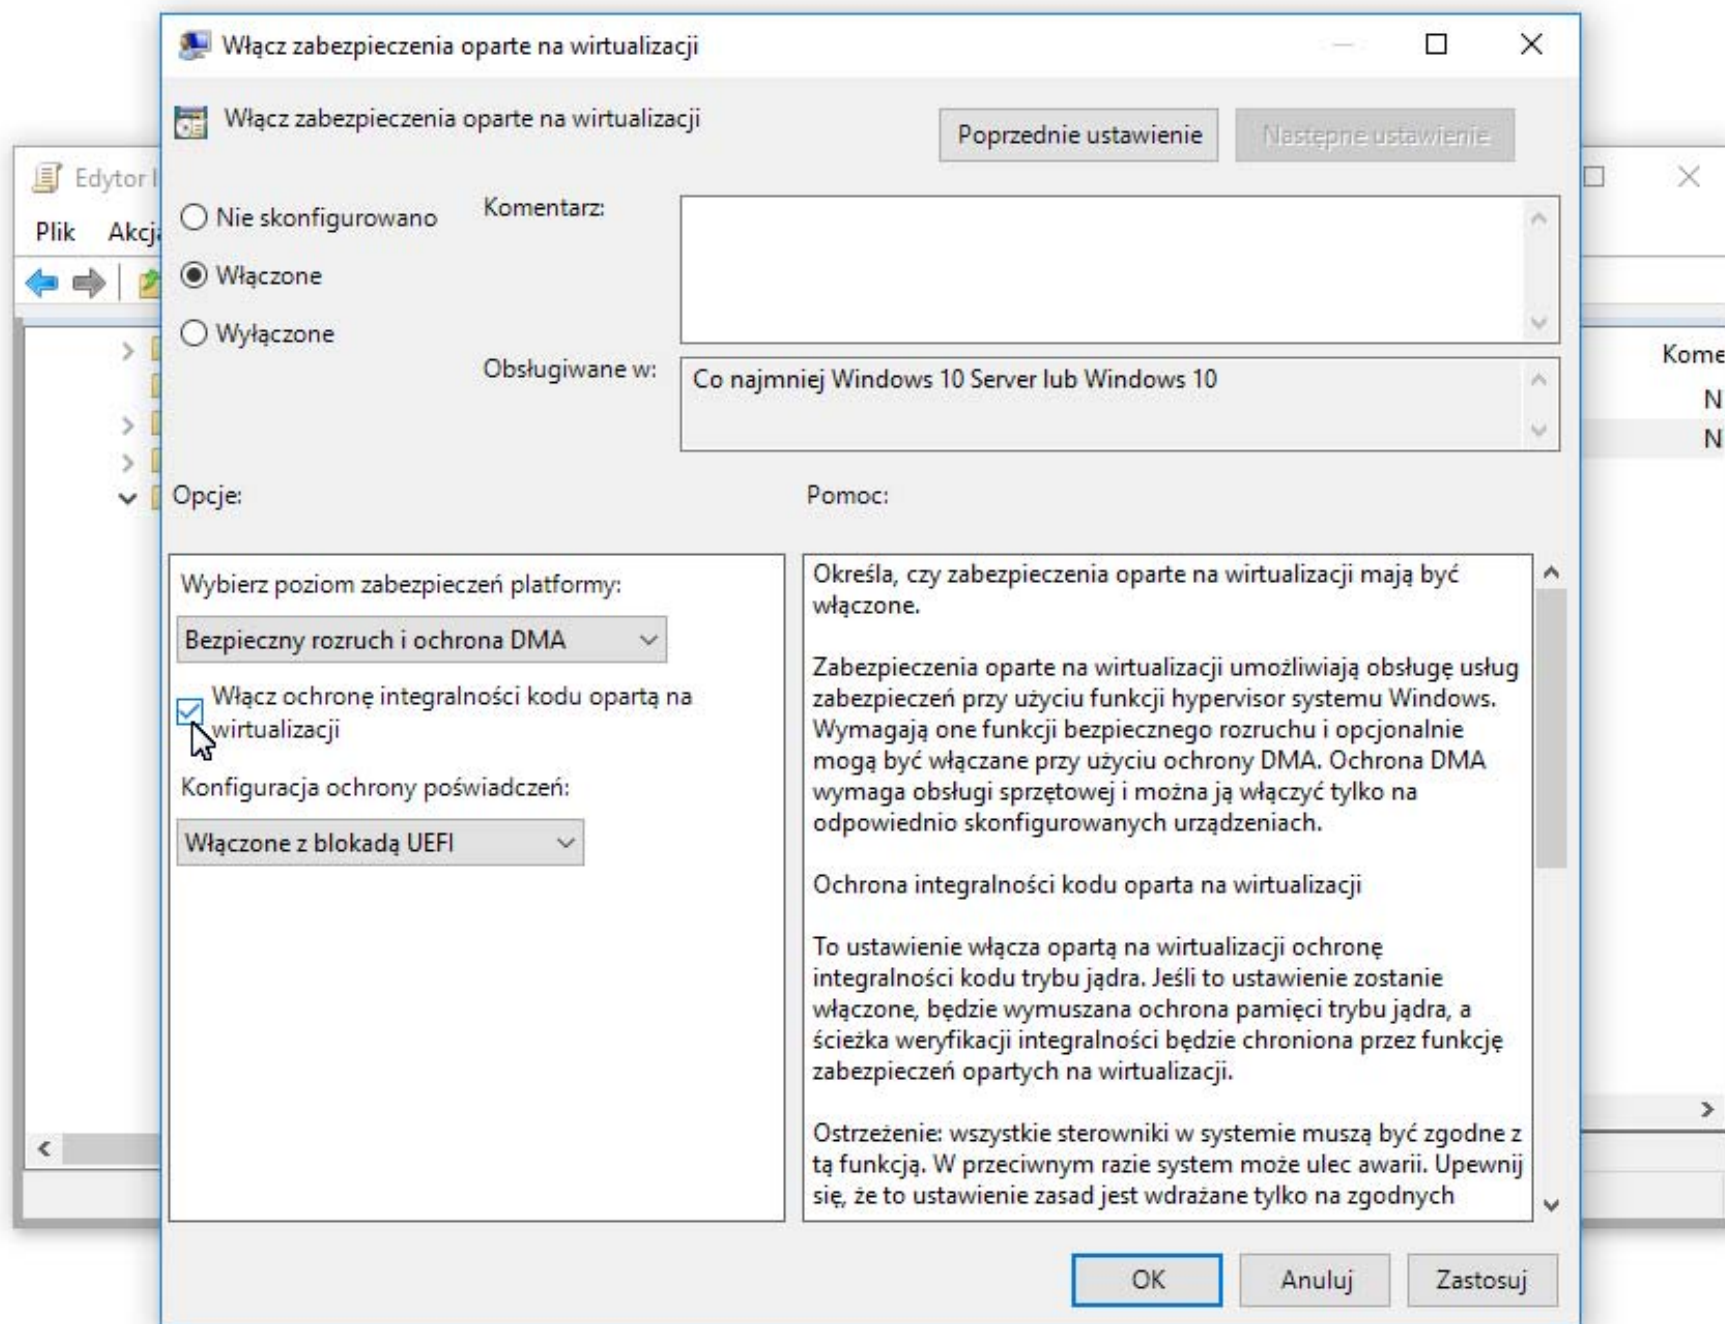 Włącz zabezpieczenia oparte na wirtualizacji
Włącz zabezpieczenia oparte na wirtualizacji
Poprzednie ustawienie
Następne ustawienie
Edytor l
Plik Akcja
Nie skonfigurowano
Włączone
Wyłączone
Komentarz:
Obsługiwane w:
Co najmniej Windows 10 Server lub Windows 10
Kome
N
N
Opcje:
Pomoc:
Wybierz poziom zabezpieczeń platformy:
Bezpieczny rozruch i ochrona DMA
Włącz ochronę integralności kodu opartą na
wirtualizacji
Konfiguracja ochrony poświadczeń:
Włączone z blokadą UEFI
Określa, czy zabezpieczenia oparte na wirtualizacji mają być
włączone.
Zabezpieczenia oparte na wirtualizacji umożliwiają obsługę usług
zabezpieczeń przy użyciu funkcji hypervisor systemu Windows.
Wymagają one funkcji bezpiecznego rozruchu i opcjonalnie
mogą być włączane przy użyciu ochrony DMA. Ochrona DMA
wymaga obsługi sprzętowej i można ją włączyć tylko na
odpowiednio skonfigurowanych urządzeniach.
Ochrona integralności kodu oparta na wirtualizacji
To ustawienie włącza opartą na wirtualizacji ochronę
integralności kodu trybu jądra. Jeśli to ustawienie zostanie
włączone, będzie wymuszana ochrona pamięci trybu jądra, a
ścieżka weryfikacji integralności będzie chroniona przez funkcję
zabezpieczeń opartych na wirtualizacji.
Ostrzeżenie: wszystkie sterowniki w systemie muszą być zgodne z
tą funkcją. W przeciwnym razie system może ulec awarii. Upewnij
się, że to ustawienie zasad jest wdrażane tylko na zgodnych
OK
Anuluj
Zastosuj